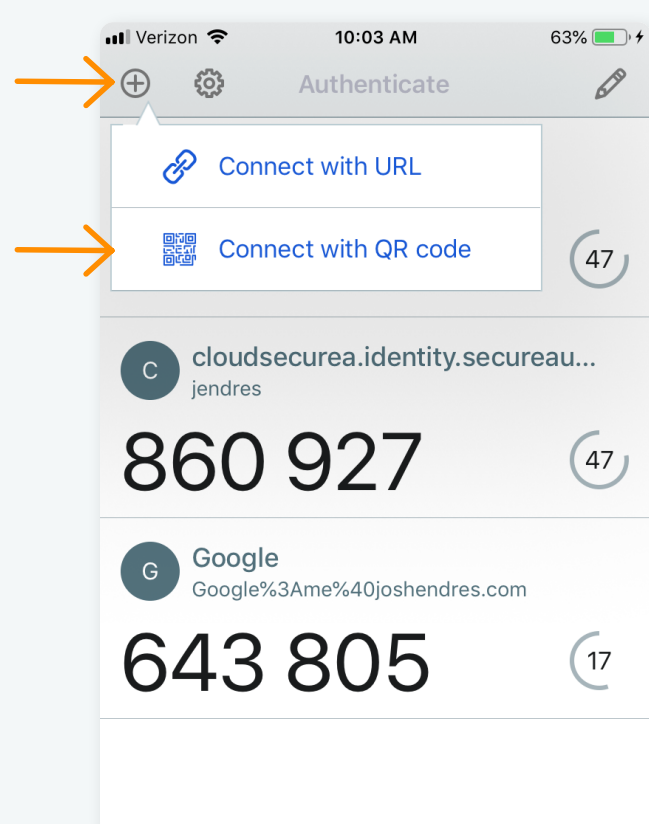 Verizon 10:03 AM 63%
Authenticate
Connect with URL
Connect with QR code
47
C
cloudsecurea.identity.secureau...
jendres
860 927
47
G
Google
Google%3Ame%40joshendres.com
643 805
17